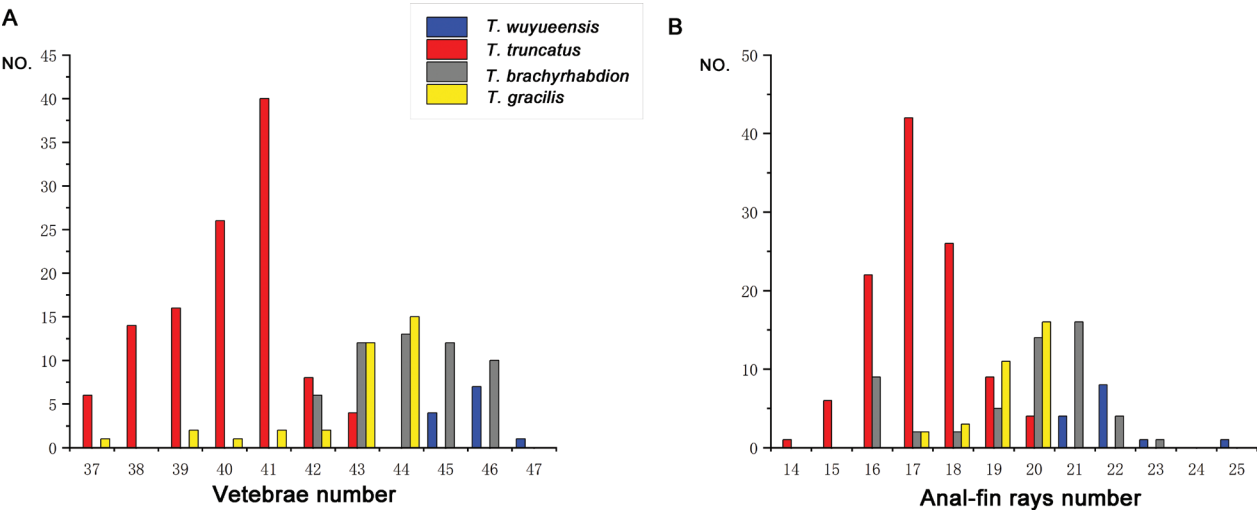 A
T. wuyueensis
T. truncatus
T. brachyrhabdion
T. gracilis
NO.
45
40
35
30
25
20
15
10
5
0
37 38 39 40 41 42 43 44 45 46 47
Vetebrae number
B
NO.
50
40
30
20
10
0
14 15 16 17 18 19 20 21 22 23 24 25
Anal-fin rays number